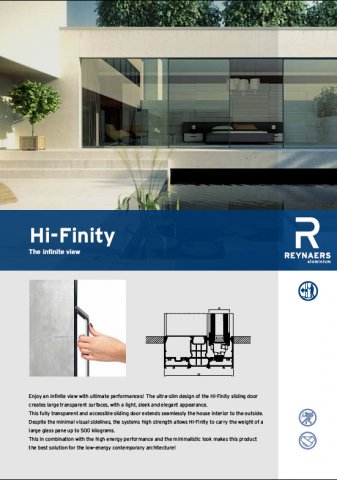 Hi-Finity
The infinite view
REYNAERS
aluminium
Enjoy an infinite view with ultimate performances! The ultra-slim design of the Hi-Finity sliding door
creates large transparent surfaces, with a light, sleek and elegant appearance.
This fully transparent and accessible sliding door extends seamlessly the house interior to the outside.
Despite the minimal visual sidelines, the systems high strength allows Hi-Finity to carry the weight of a
large glass pane up to 500 kilograms.
This in combination with the high energy performance and the minimalistic look makes this product
the best solution for the low-energy contemporary architecture!